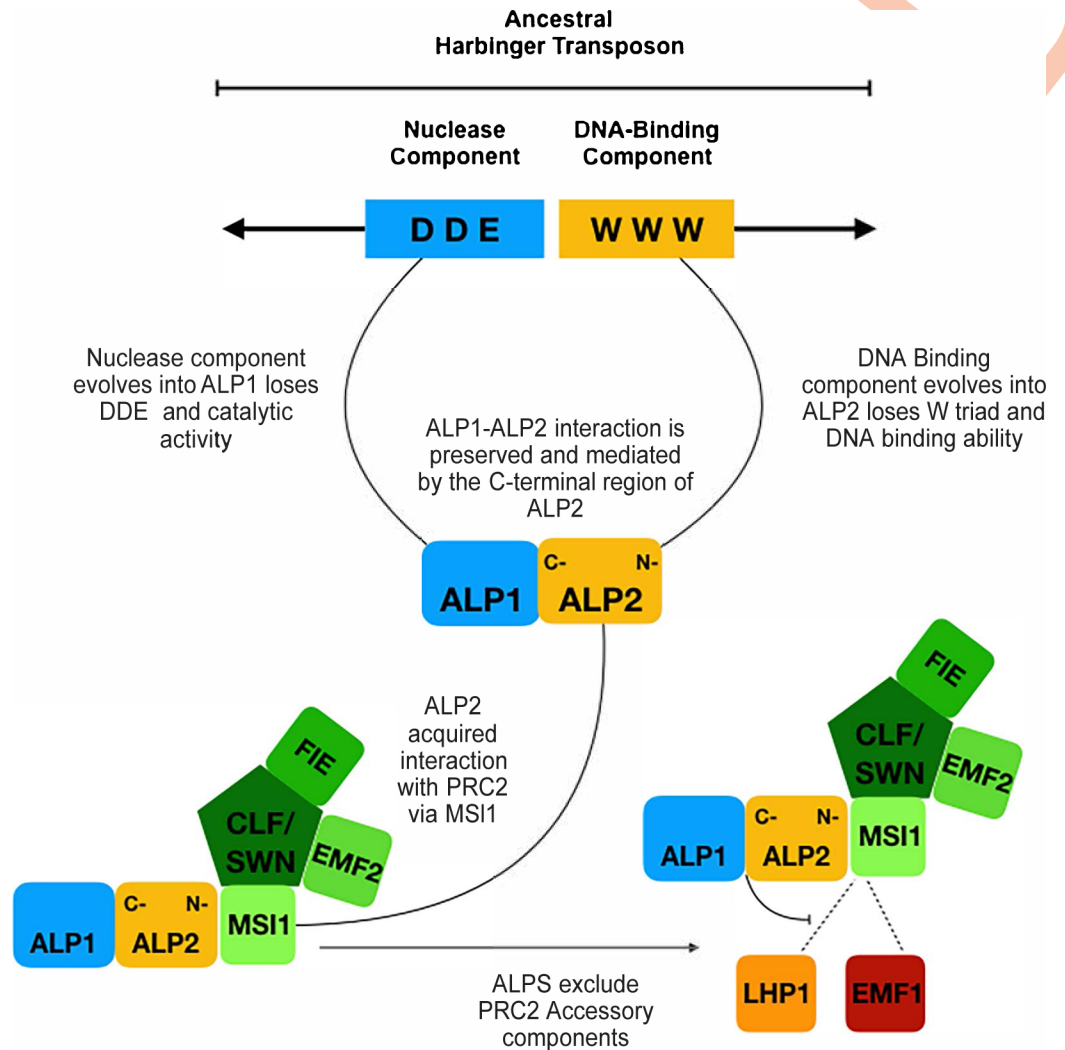 Ancestral
Harbinger Transposon
Nuclease
Component
DNA-Binding
Component
D D E
W W W
Nuclease component
evolves into ALP1 loses
DDE and catalytic
activity
DNA Binding
component evolves into
ALP2 loses W triad and
DNA binding ability
ALP1-ALP2 interaction is
preserved and mediated
by the C-terminal region of
ALP2
ALP1
C- N-
ALP2
ALP2
acquired
interaction
with PRC2
via MSI1
FIE
CLF/
SWN
EMF2
ALP1
C- N-
ALP2
MSI1
FIE
CLF/
SWN
EMF2
ALP1
C- N-
ALP2
MSI1
LHP1
EMF1
ALPS exclude
PRC2 Accessory
components